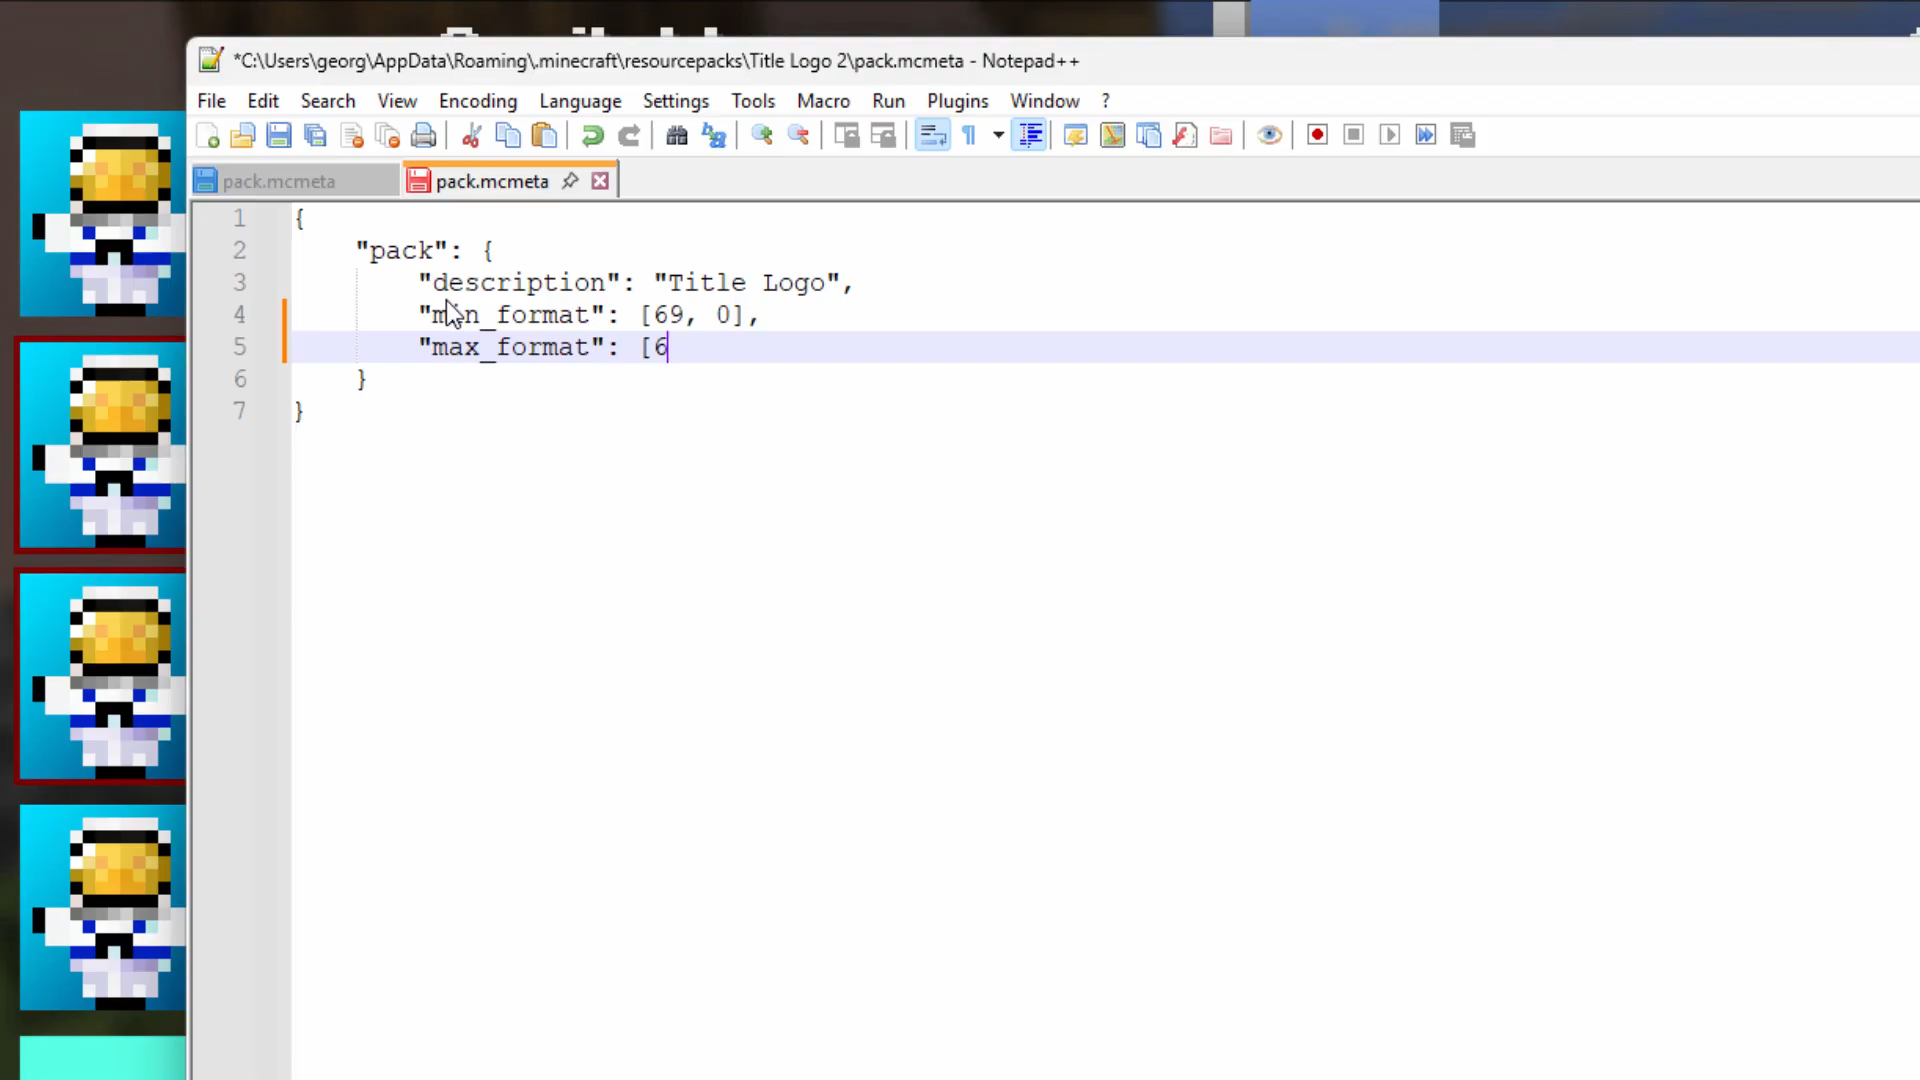 *C:\Users\georg\AppData\Roaming\.minecraft\resourcepacks\Title Logo 2\pack.mcmeta - Notepad++
File Edit Search View Encoding Language Settings Tools Macro Run Plugins Window ?
pack.mcmeta pack.mcmeta
1 {
2 "pack": {
3 "description": "Title Logo",
4 "min_format": [69, 0],
5 "max_format": [6
6 }
7 }